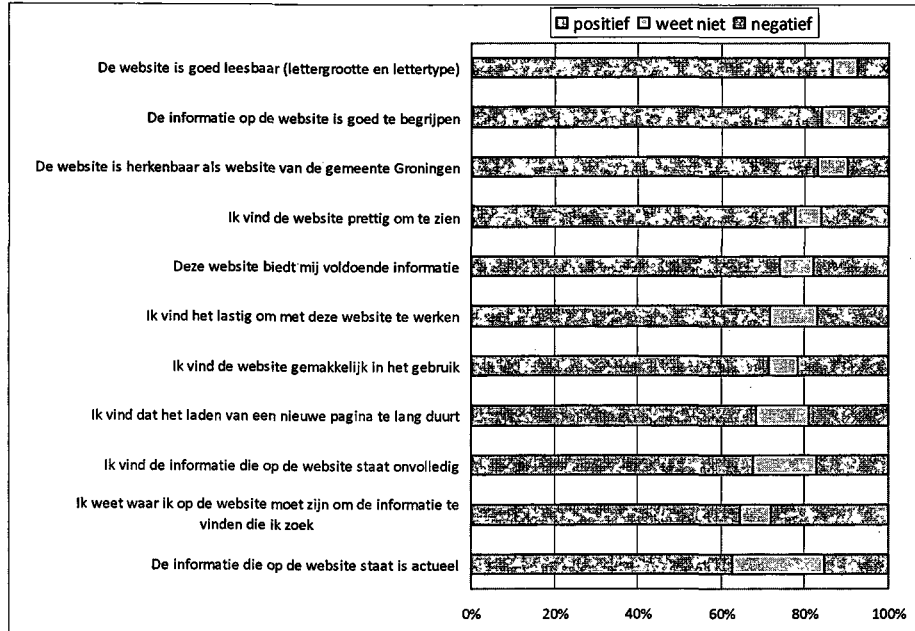 positief weet niet negatief
De website is goed leesbaar (lettergrootte en lettertype)
De informatie op de website is goed te begrijpen
De website is herkenbaar als website van de gemeente Groningen
Ik vind de website prettig om te zien
Deze website biedt mij voldoende informatie
Ik vind het lastig om met deze website te werken
Ik vind de website gemakkelijk in het gebruik
Ik vind dat het laden van een nieuwe pagina te lang duurt
Ik vind de informatie die op de website staat onvolledig
Ik weet waar ik op de website moet zijn om de informatie te
vinden die ik zoek
De informatie die op de website staat is actueel
0% 20% 40% 60% 80% 100%